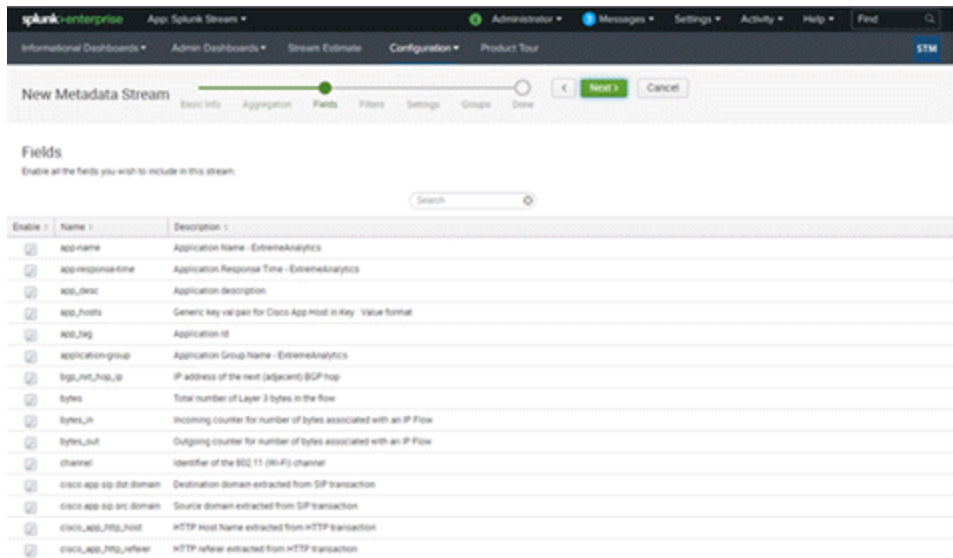 splunk>enterprise App: Splunk Stream Administrator 3 Messages Settings Activity Help Find
Informational Dashboards Admin Dashboards Stream Estimate Configuration Product Tour STM
New Metadata Stream Basic Info Aggregation Fields Filters Settings Groups Done < Next > Cancel
Fields
Enable all the fields you wish to include in this stream.
Search
Enable Name Description
app-name Application Name - ExtremeAnalytics
app-response-time Application Response Time - ExtremeAnalytics
app_desc Application description
app_hosts Generic key val pair for Cisco App Host in Key : Value format
app_tag Application Id
application-group Application Group Name - ExtremeAnalytics
bgp_nxt_hop_ip IP address of the next (adjacent) BGP hop
bytes Total number of Layer 3 bytes in the flow
bytes_in Incoming counter for number of bytes associated with an IP Flow
bytes_out Outgoing counter for number of bytes associated with an IP Flow
channel Identifier of the 802.11 (Wi-Fi) channel
cisco app sip dst domain Destination domain extracted from SIP transaction
cisco app sip src domain Source domain extracted from SIP transaction
cisco_app_http_host HTTP Host Name extracted from HTTP transaction
cisco_app_http_referer HTTP referer extracted from HTTP transaction